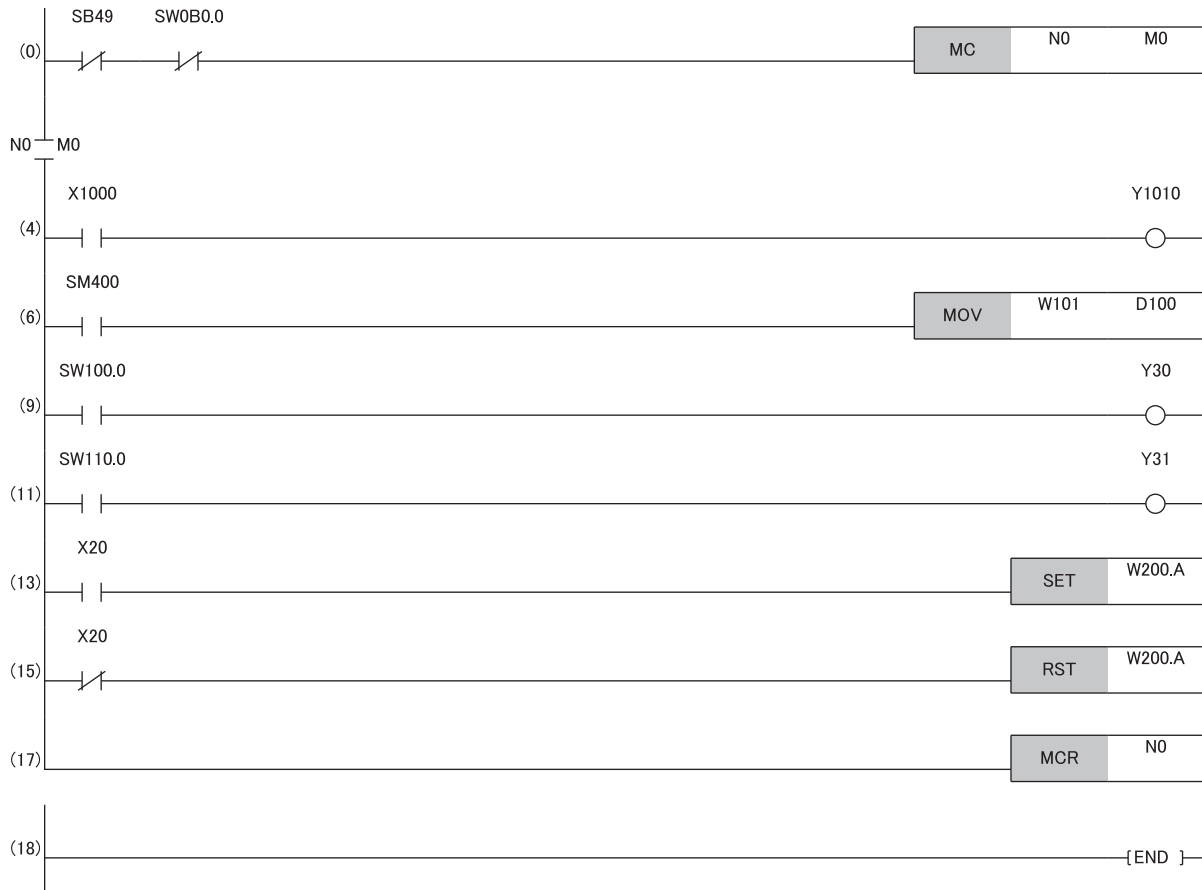 SB49 SW0B0.0
(0) MC N0 M0
N0 M0
X1000 Y1010
(4)
SM400
(6) MOV W101 D100
SW100.0 Y30
(9)
SW110.0 Y31
(11)
X20
(13) SET W200.A
X20
(15) RST W200.A
(17) MCR N0
(18) [END ]